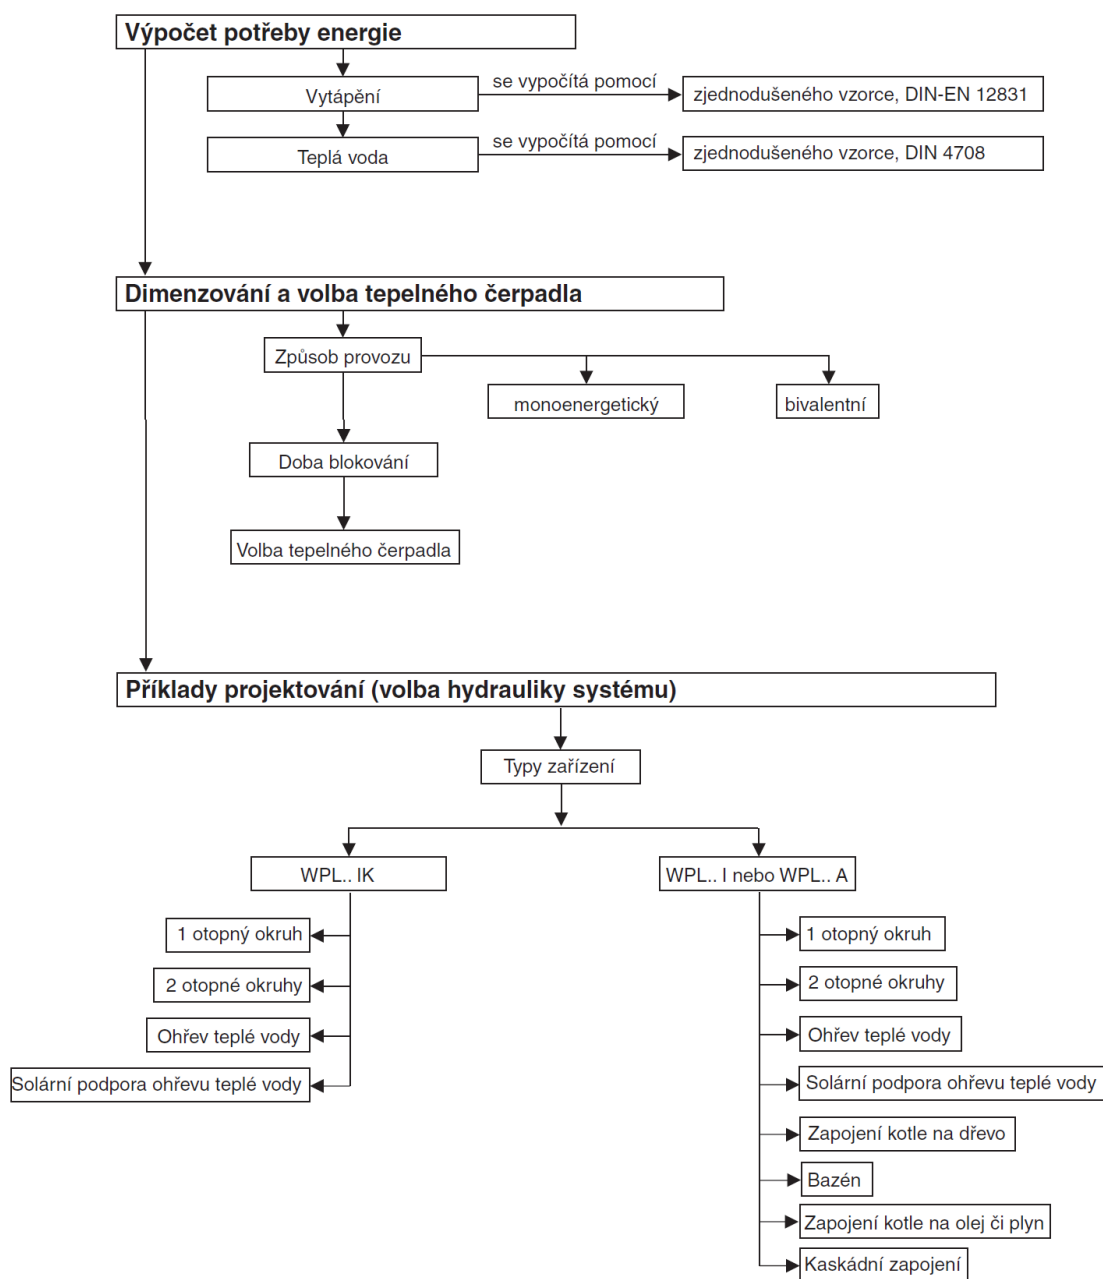 Výpočet potřeby energie
Vytápění
se vypočítá pomocí
zjednodušeného vzorce, DIN-EN 12831
Teplá voda
se vypočítá pomocí
zjednodušeného vzorce, DIN 4708
Dimenzování a volba tepelného čerpadla
Způsob provozu
monoenergetický
bivalentní
Doba blokování
Volba tepelného čerpadla
Příklady projektování (volba hydrauliky systému)
Typy zařízení
WPL.. IK
WPL.. I nebo WPL.. A
1 otopný okruh
2 otopné okruhy
Ohřev teplé vody
Solární podpora ohřevu teplé vody
1 otopný okruh
2 otopné okruhy
Ohřev teplé vody
Solární podpora ohřevu teplé vody
Zapojení kotle na dřevo
Bazén
Zapojení kotle na olej či plyn
Kaskádní zapojení